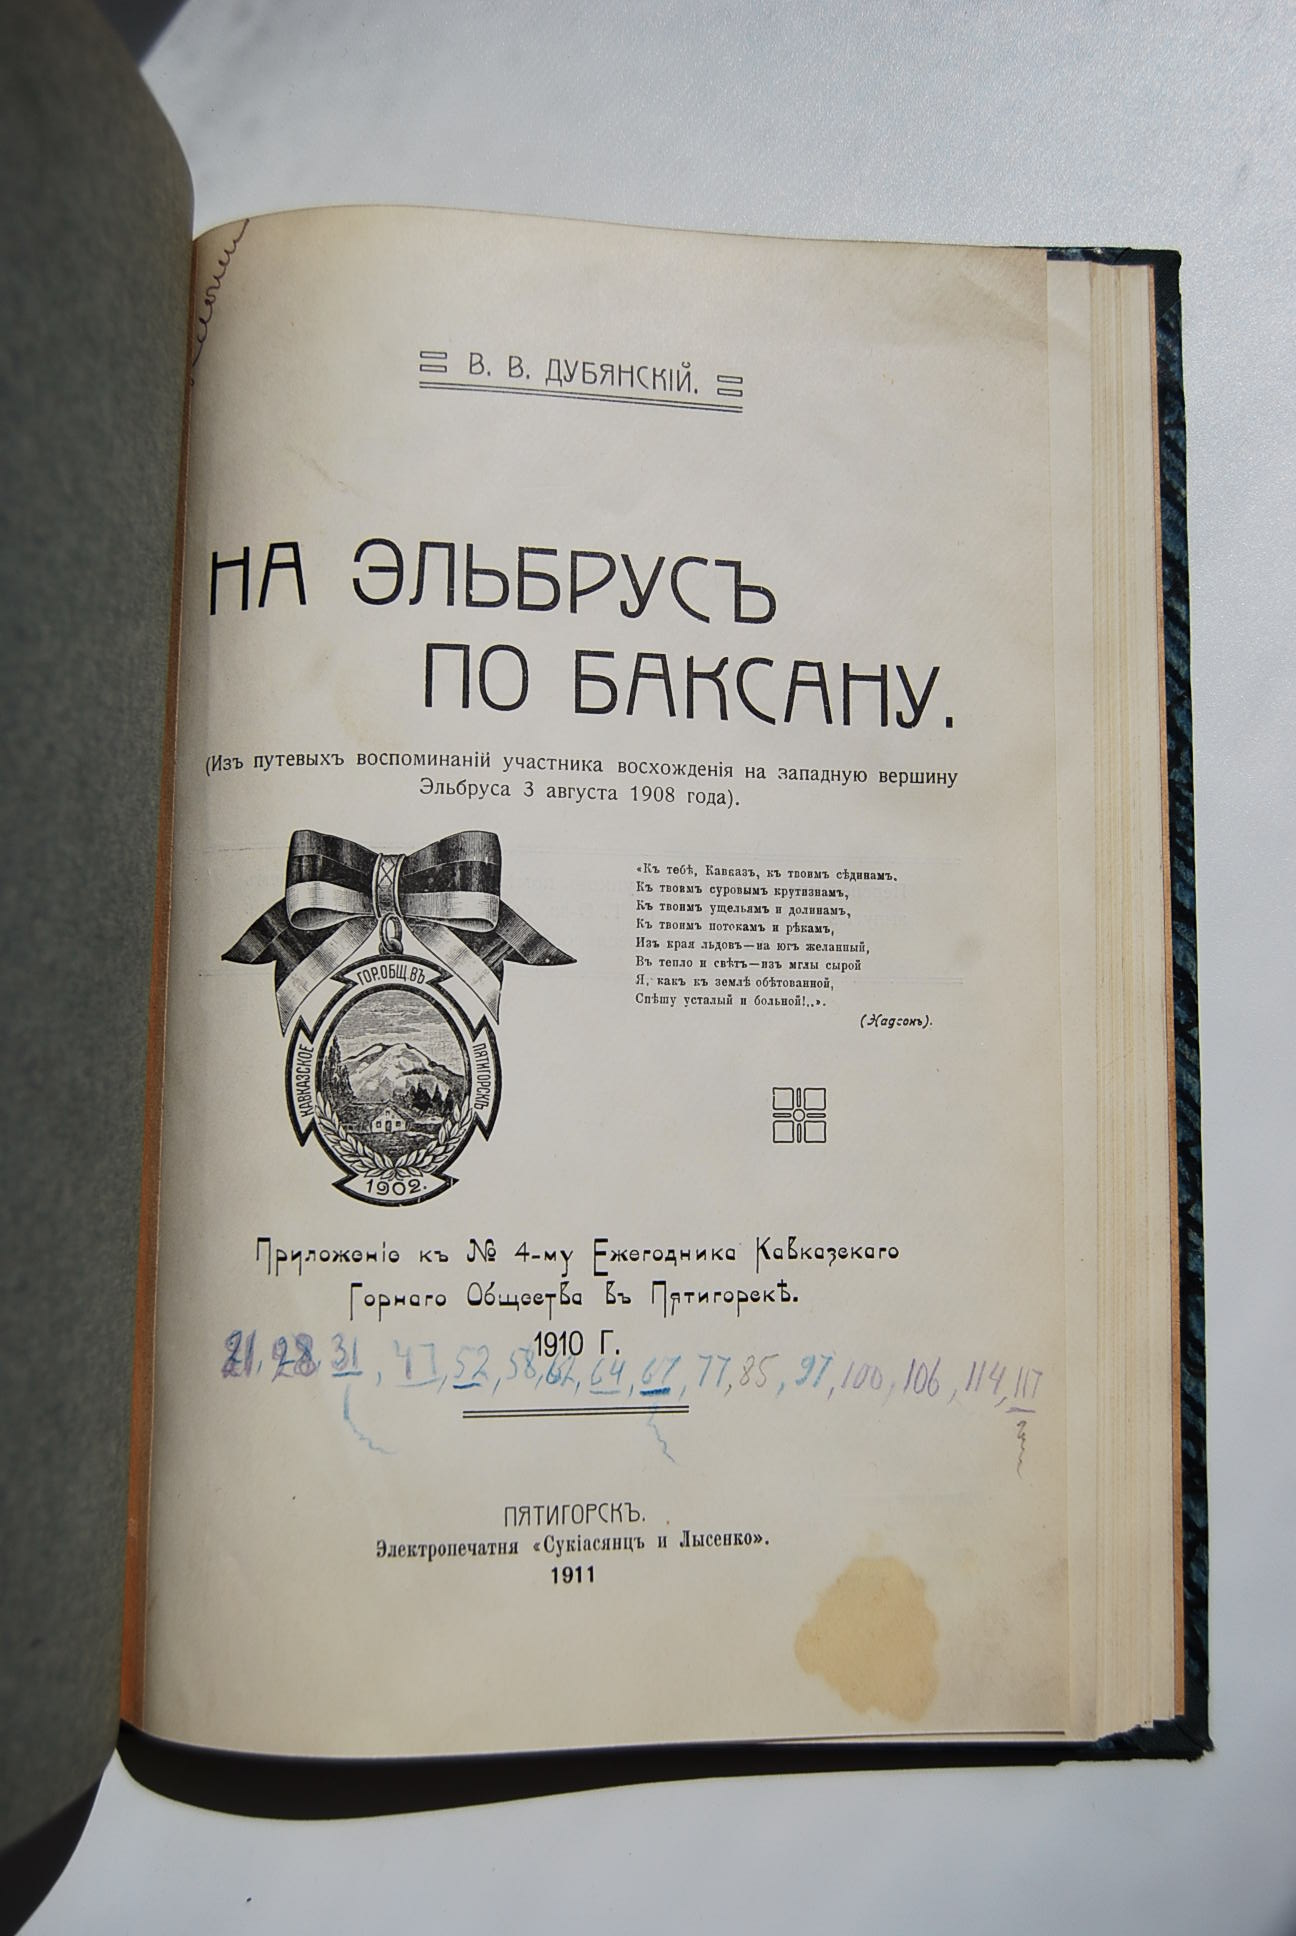 В. В. ДУБЯНСКІЙ.
НА ЭЛЬБРУСЪ
ПО БАКСАНУ.
(Изъ путевыхъ воспоминаній участника восхожденія на западную вершину
Эльбруса 3 августа 1908 года).
«Къ тебѣ, Кавказъ, къ твоимъ сѣдинамъ,
Къ твоимъ суровымъ крутизнамъ,
Къ твоимъ ущельямъ и долинамъ,
Къ твоимъ потокамъ и рѣкамъ,
Изъ края льдовъ—на югъ желанный,
Въ тепло и свѣтъ—изъ мглы сырой
Я, какъ къ землѣ обѣтованной,
Спѣшу усталый и больной!..».
(Надсонъ).
КАВКАЗСКОЕ
ГОР. ОБЩ. ВЪ
ПЯТИГОРСКѢ
1902.
Приложеніе къ № 4-му Ежегодника Кавказскаго
Горнаго Общества въ Пятигорскѣ.
1910 Г.
21, 28, 31, 47, 52, 58, 62, 64, 67, 77, 85, 97, 100, 106, 114, 117
ПЯТИГОРСКЪ.
Электропечатня «Сукіасянцъ и Лысенко».
1911